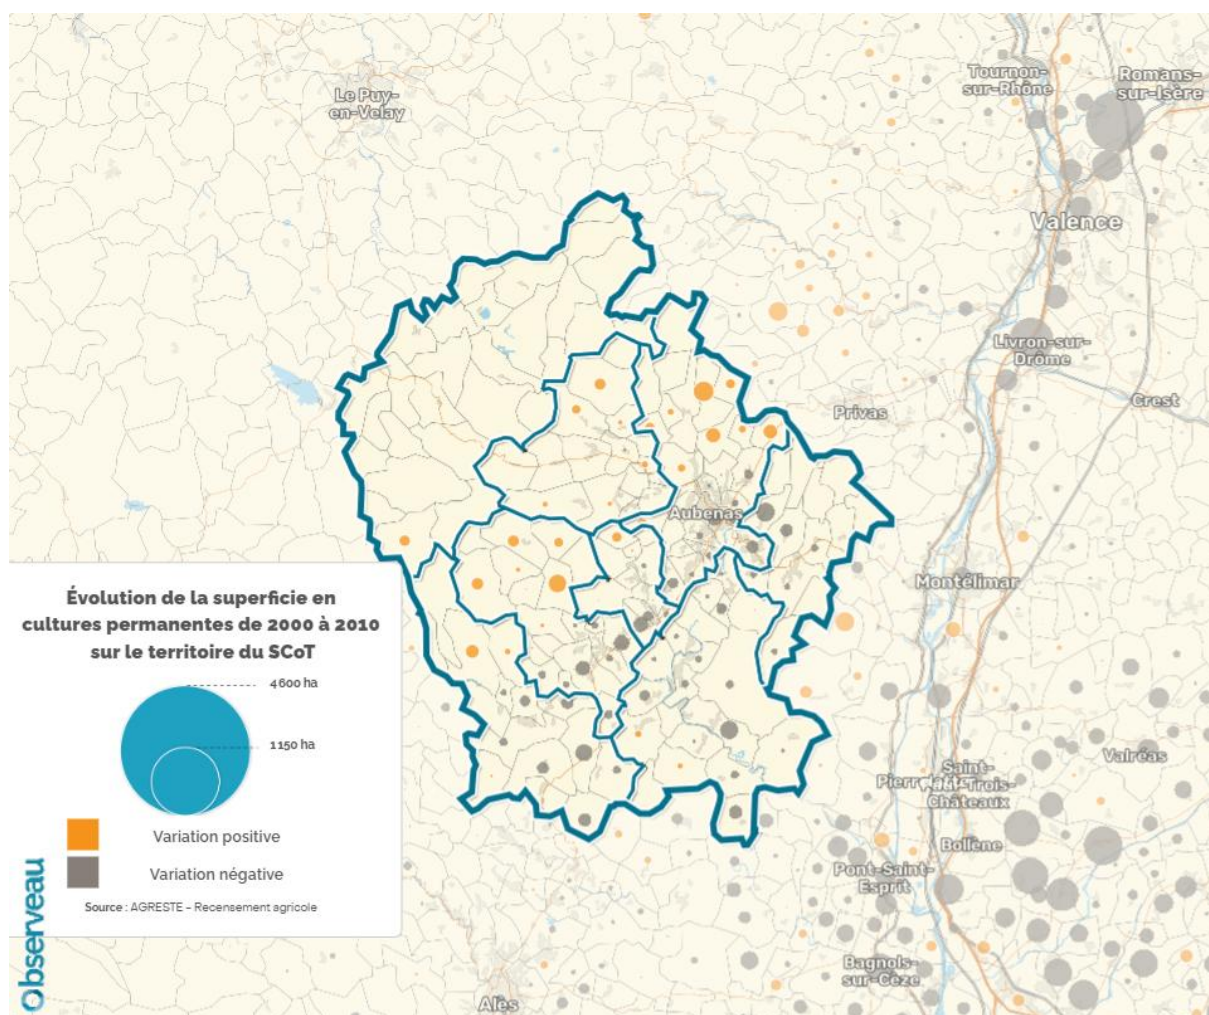 Le Puy-
en-Velay
Tournon-
sur-Rhône
Romans-
sur-Isère
Valence
Livron-sur-
Drôme
Crest
Privas
Aubenas
Montélimar
Évolution de la superficie en
cultures permanentes de 2000 à 2010
sur le territoire du SCoT
4600 ha
1150 ha
Variation positive
Variation négative
Source : AGRESTE – Recensement agricole
Observeau
Valréas
Saint-
Trois-
Châteaux
Bollène
Pont-Saint-
Esprit
Bagnols-
sur-Cèze
Alès